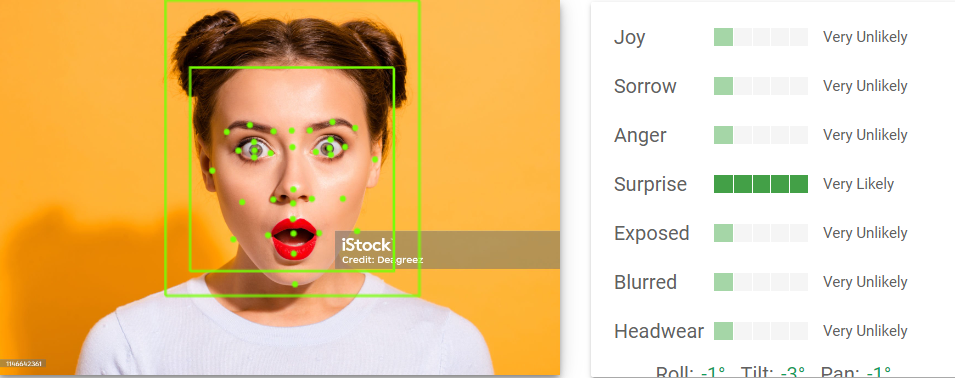 iStock
Credit: Deagreez
1146642361
Joy Very Unlikely
Sorrow Very Unlikely
Anger Very Unlikely
Surprise Very Likely
Exposed Very Unlikely
Blurred Very Unlikely
Headwear Very Unlikely
Roll: -1° Tilt: -3° Pan: -1°